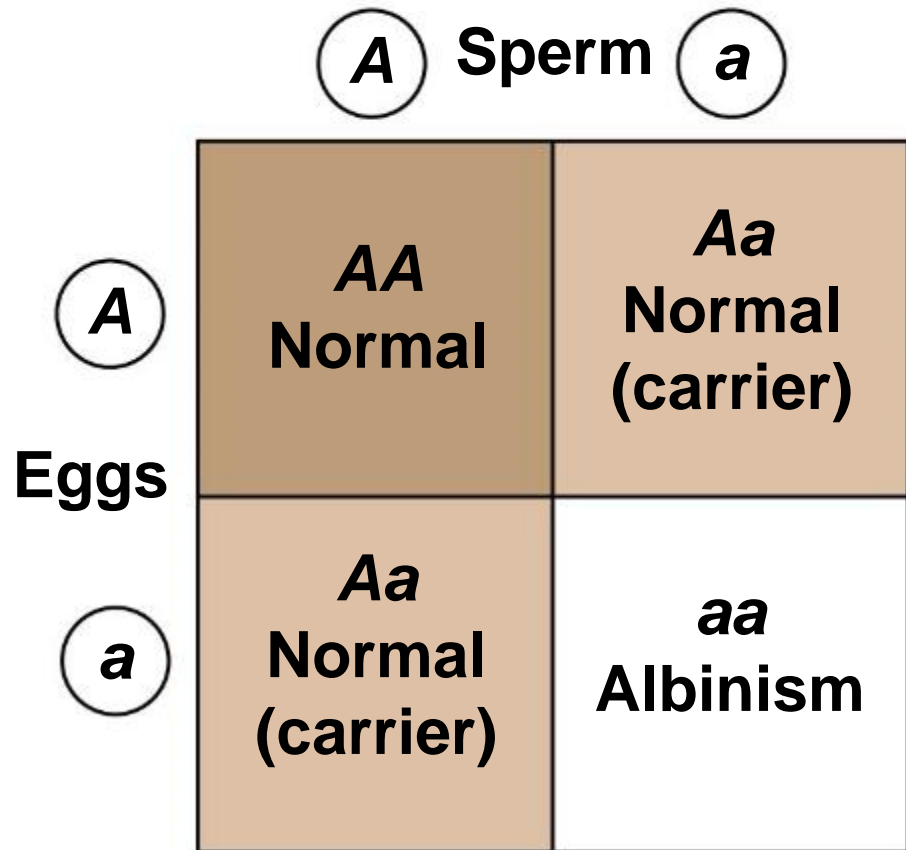 A Sperm a
A
AA
Normal
Aa
Normal
(carrier)
Eggs
a
Aa
Normal
(carrier)
aa
Albinism